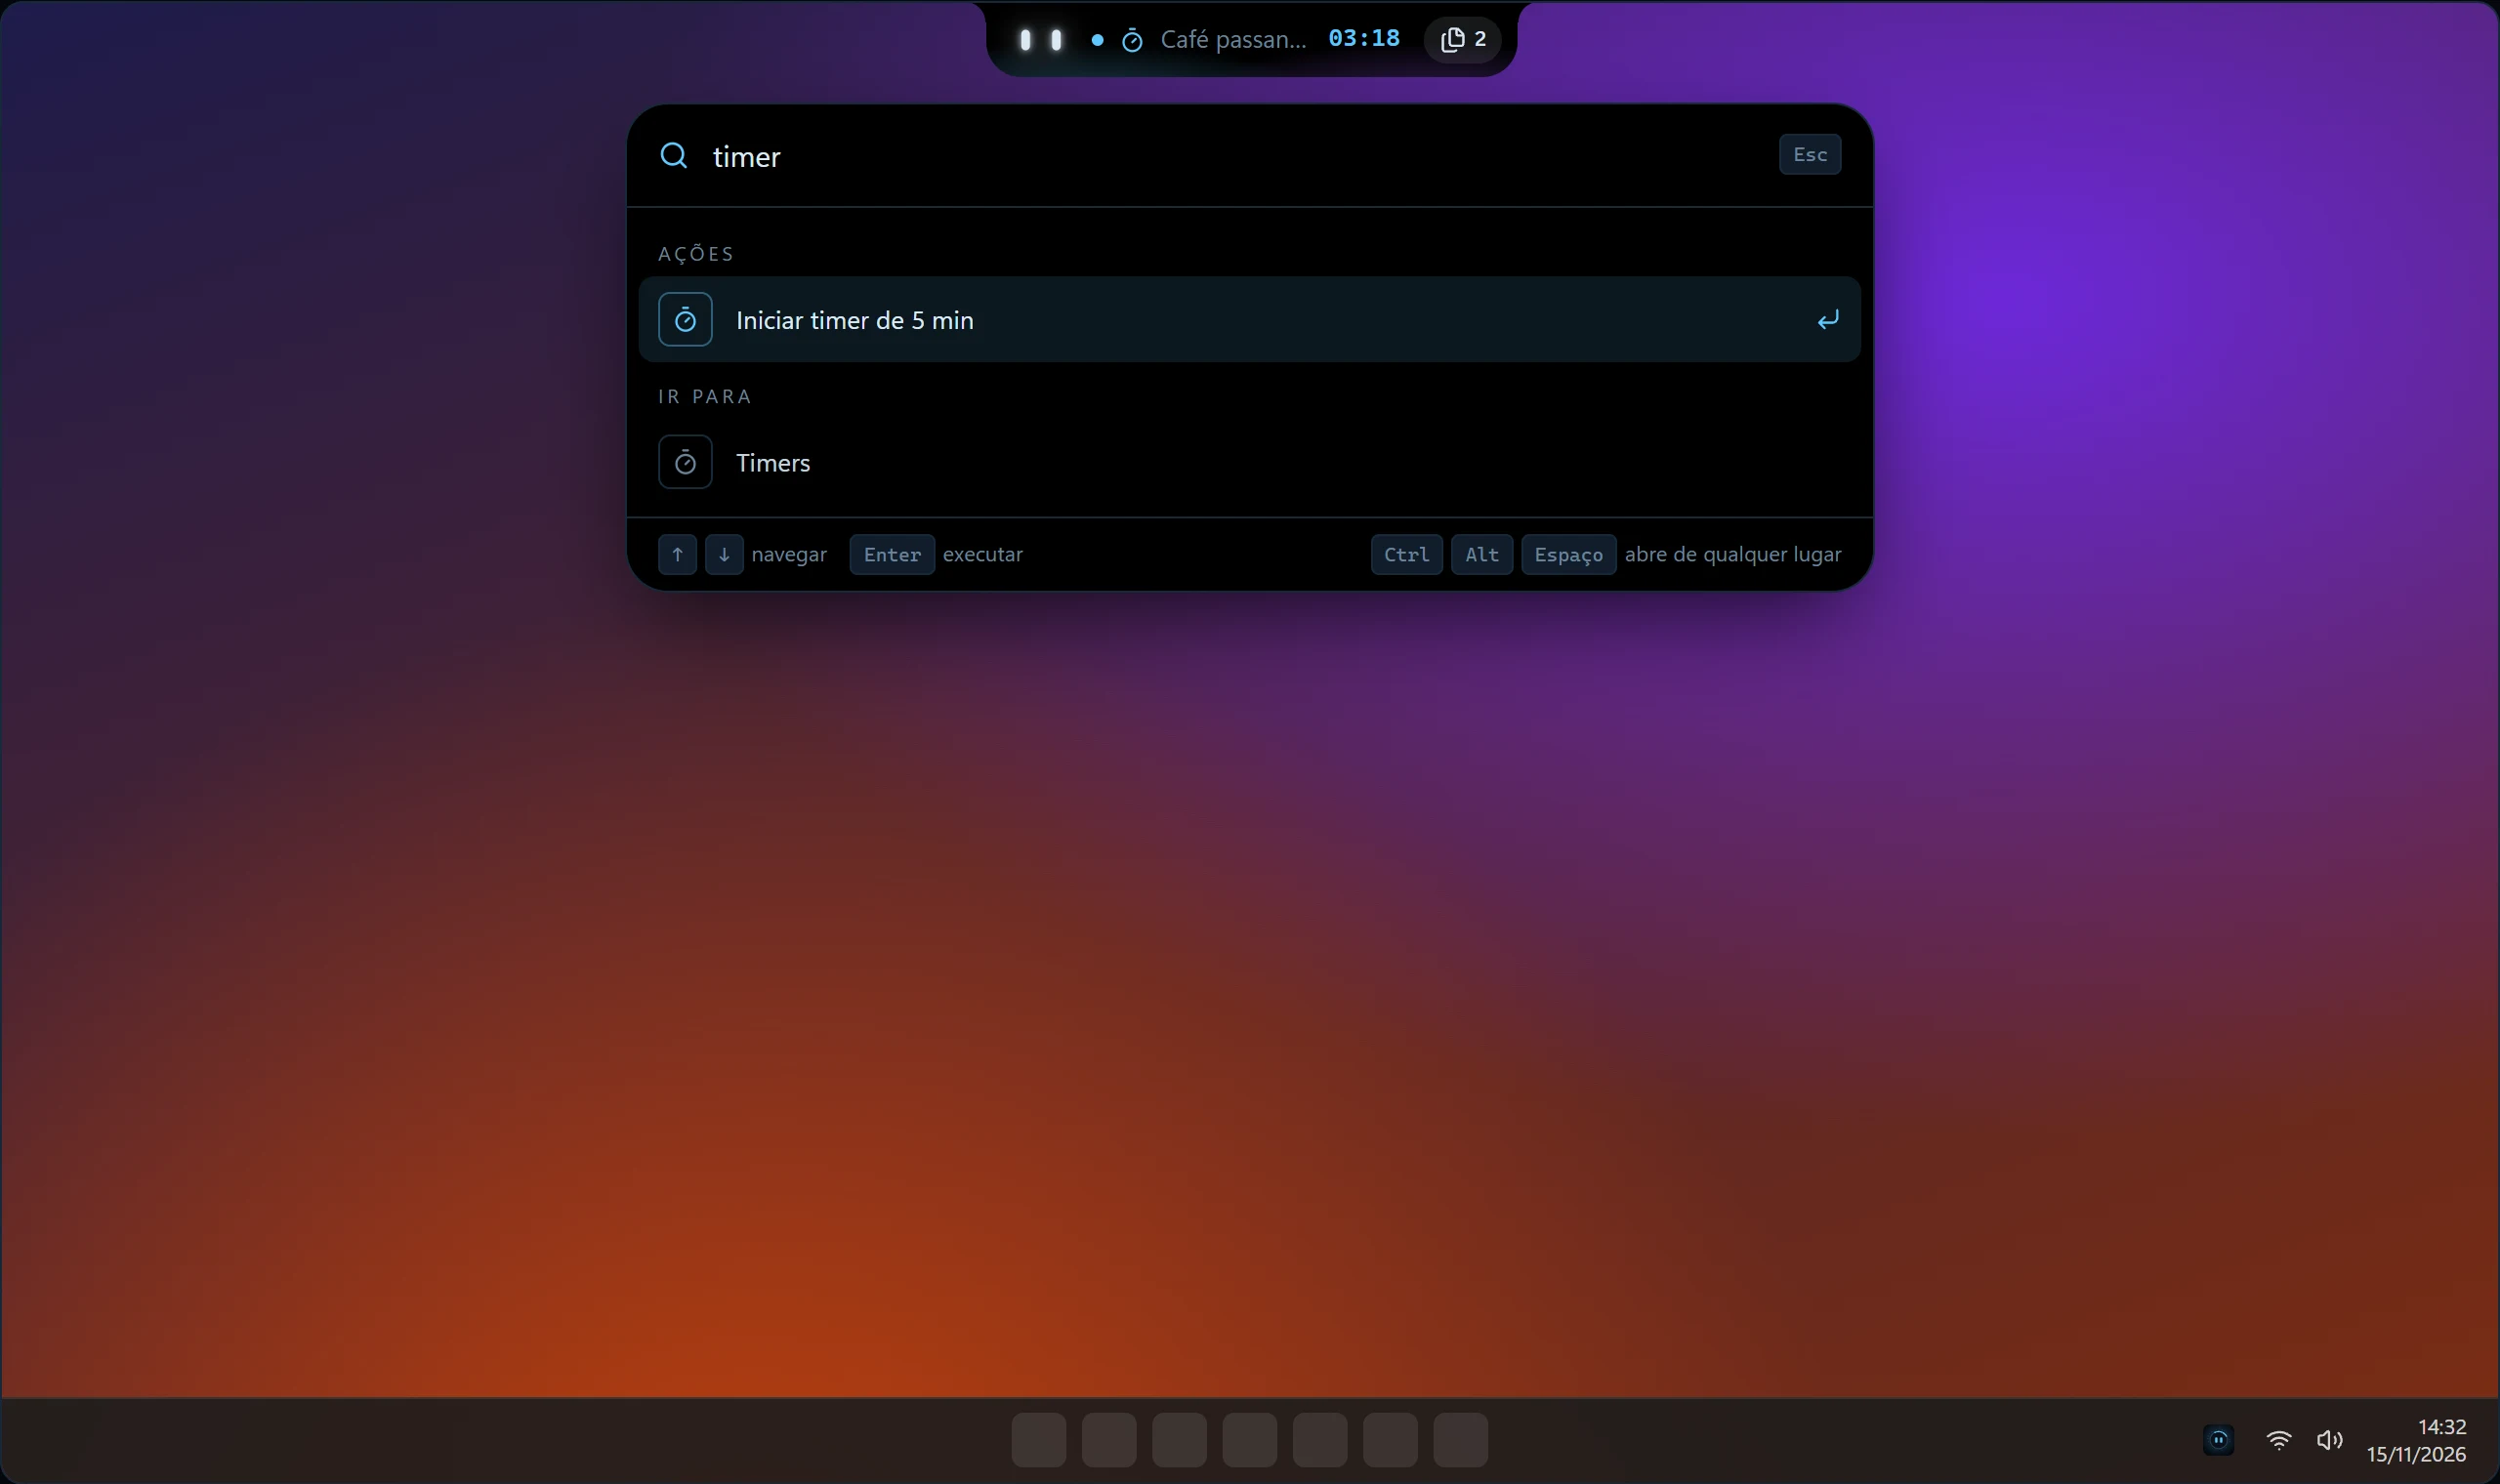 Café passan... 03:18 2
timer Esc
AÇÕES
Iniciar timer de 5 min
IR PARA
Timers
↑ ↓ navegar Enter executar Ctrl Alt Espaço abre de qualquer lugar
14:32
15/11/2026